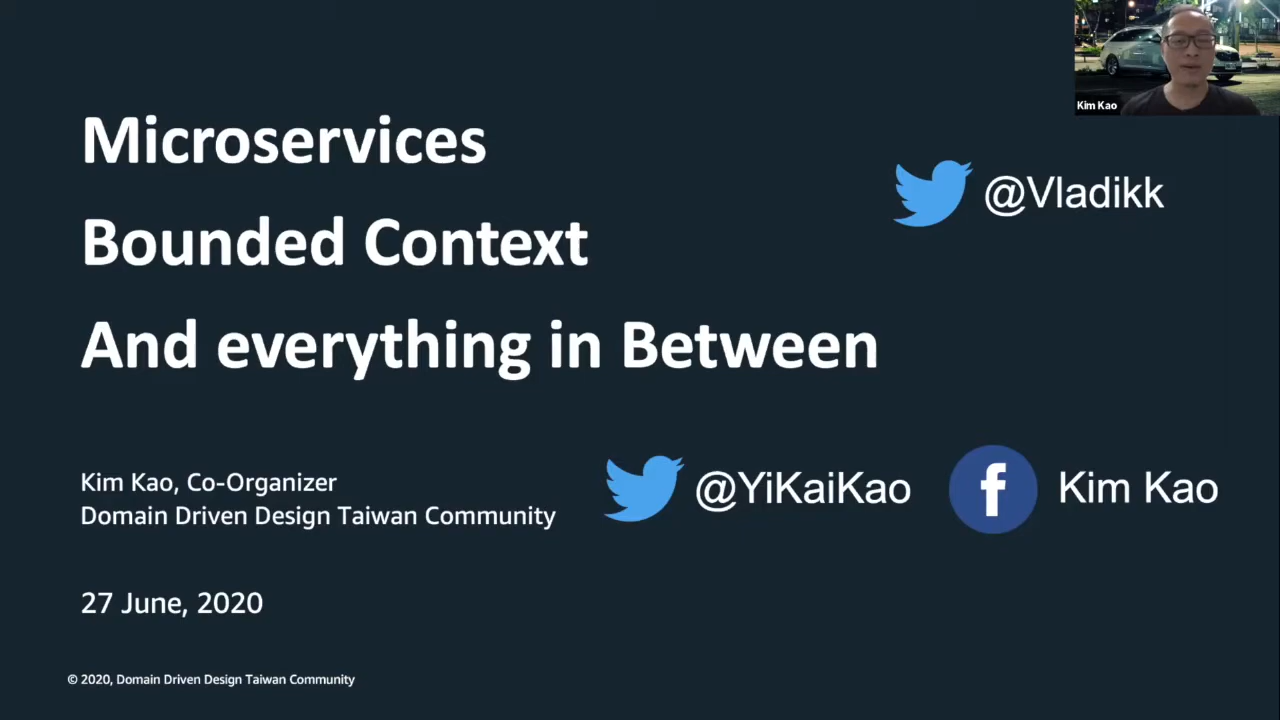 Kim Kao
Microservices
@Vladikk
Bounded Context
And everything in Between
Kim Kao, Co-Organizer
Domain Driven Design Taiwan Community
@YiKaiKao
Kim Kao
27 June, 2020
© 2020, Domain Driven Design Taiwan Community